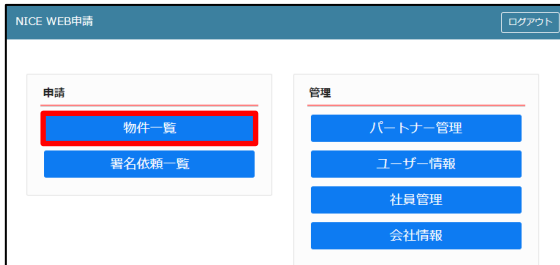 NICE WEB申請
ログアウト
申請
物件一覧
署名依頼一覧
管理
パートナー管理
ユーザー情報
社員管理
会社情報